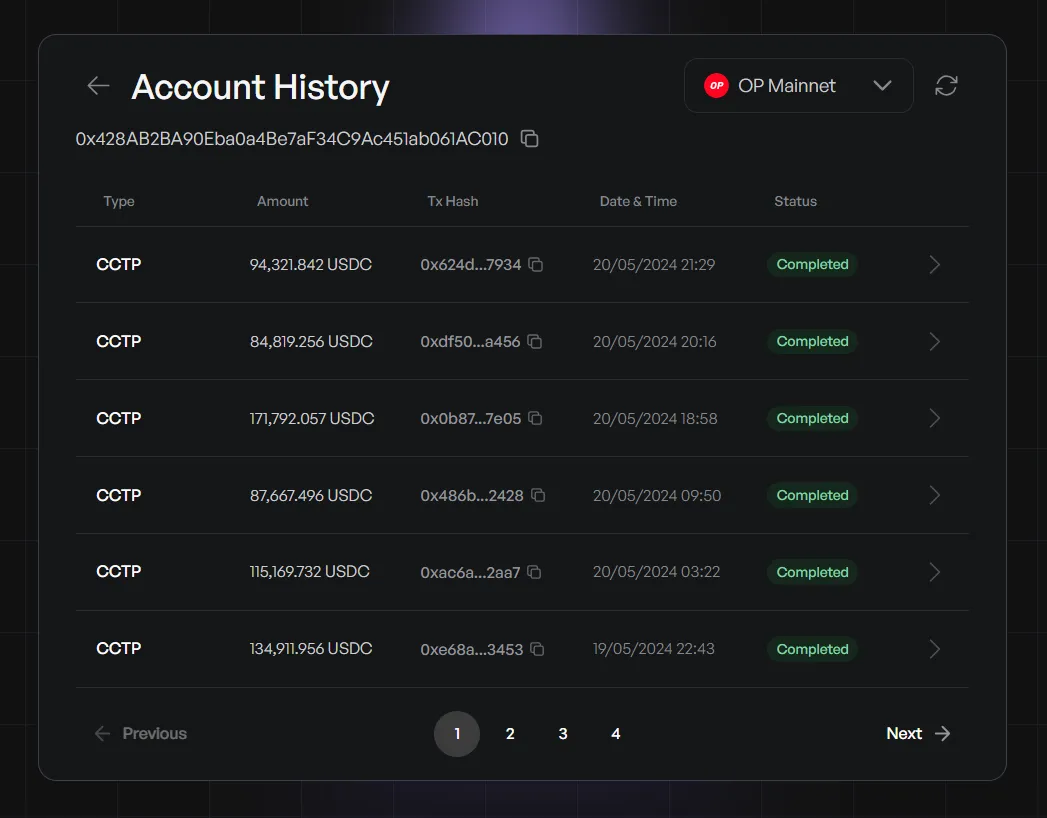 Account History
OP OP Mainnet
0x428AB2BA90Eba0a4Be7aF34C9Ac451ab061AC010
Type Amount Tx Hash Date & Time Status
CCTP 94,321.842 USDC 0x624d...7934 20/05/2024 21:29 Completed
CCTP 84,819.256 USDC 0xdf50...a456 20/05/2024 20:16 Completed
CCTP 171,792.057 USDC 0x0b87...7e05 20/05/2024 18:58 Completed
CCTP 87,667.496 USDC 0x486b...2428 20/05/2024 09:50 Completed
CCTP 115,169.732 USDC 0xac6a...2aa7 20/05/2024 03:22 Completed
CCTP 134,911.956 USDC 0xe68a...3453 19/05/2024 22:43 Completed
Previous 1 2 3 4 Next